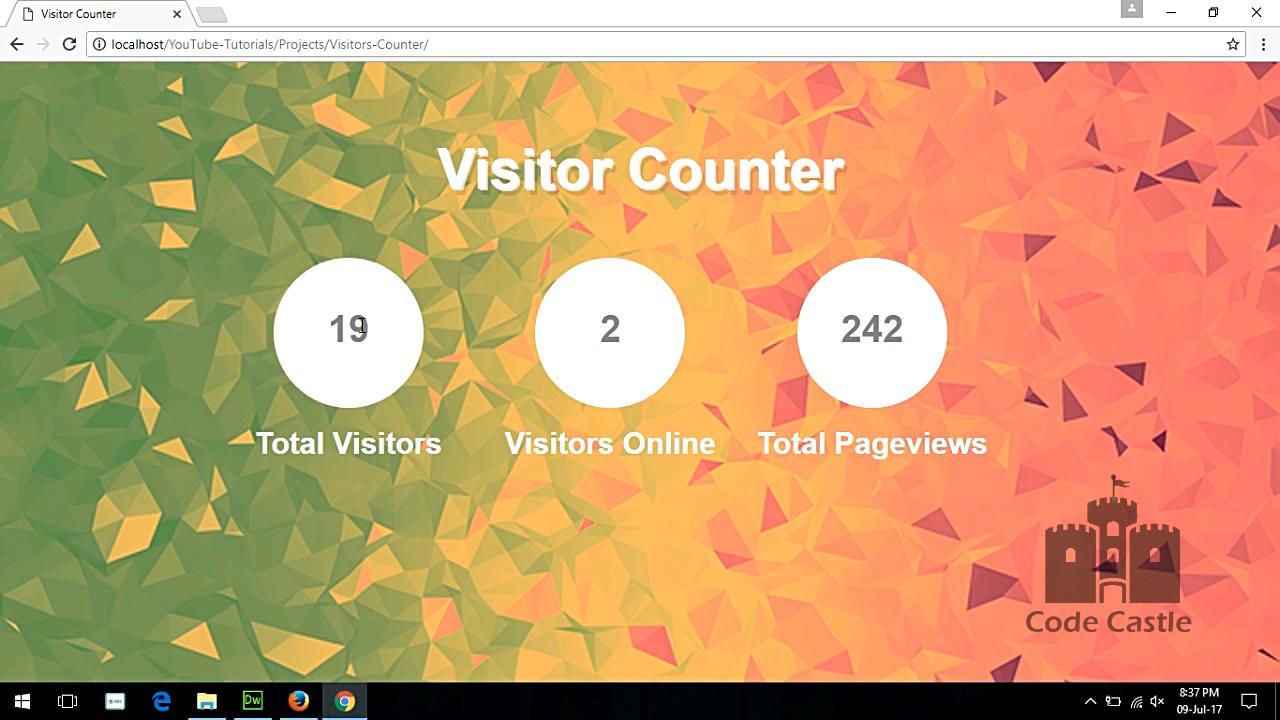 Visitor Counter
localhost/YouTube-Tutorials/Projects/Visitors-Counter/
Visitor Counter
19
2
242
Total Visitors
Visitors Online
Total Pageviews
Code Castle
Dw
8:37 PM
09-Jul-17